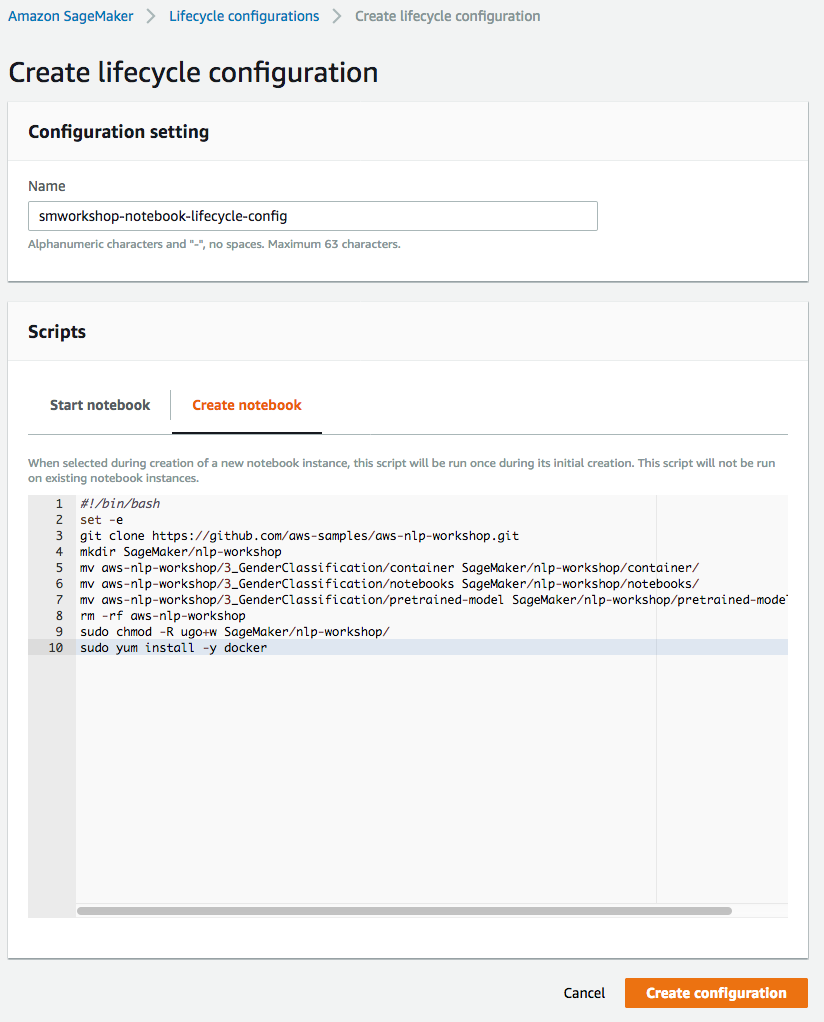 Amazon SageMaker > Lifecycle configurations > Create lifecycle configuration
Create lifecycle configuration
Configuration setting
Name
smworkshop-notebook-lifecycle-config
Alphanumeric characters and "-", no spaces. Maximum 63 characters.
Scripts
Start notebook Create notebook
When selected during creation of a new notebook instance, this script will be run once during its initial creation. This script will not be run
on existing notebook instances.
1 #!/bin/bash
2 set -e
3 git clone https://github.com/aws-samples/aws-nlp-workshop.git
4 mkdir SageMaker/nlp-workshop
5 mv aws-nlp-workshop/3_GenderClassification/container SageMaker/nlp-workshop/container/
6 mv aws-nlp-workshop/3_GenderClassification/notebooks SageMaker/nlp-workshop/notebooks/
7 mv aws-nlp-workshop/3_GenderClassification/pretrained-model SageMaker/nlp-workshop/pretrained-model
8 rm -rf aws-nlp-workshop
9 sudo chmod -R ugo+w SageMaker/nlp-workshop/
10 sudo yum install -y docker
Cancel Create configuration